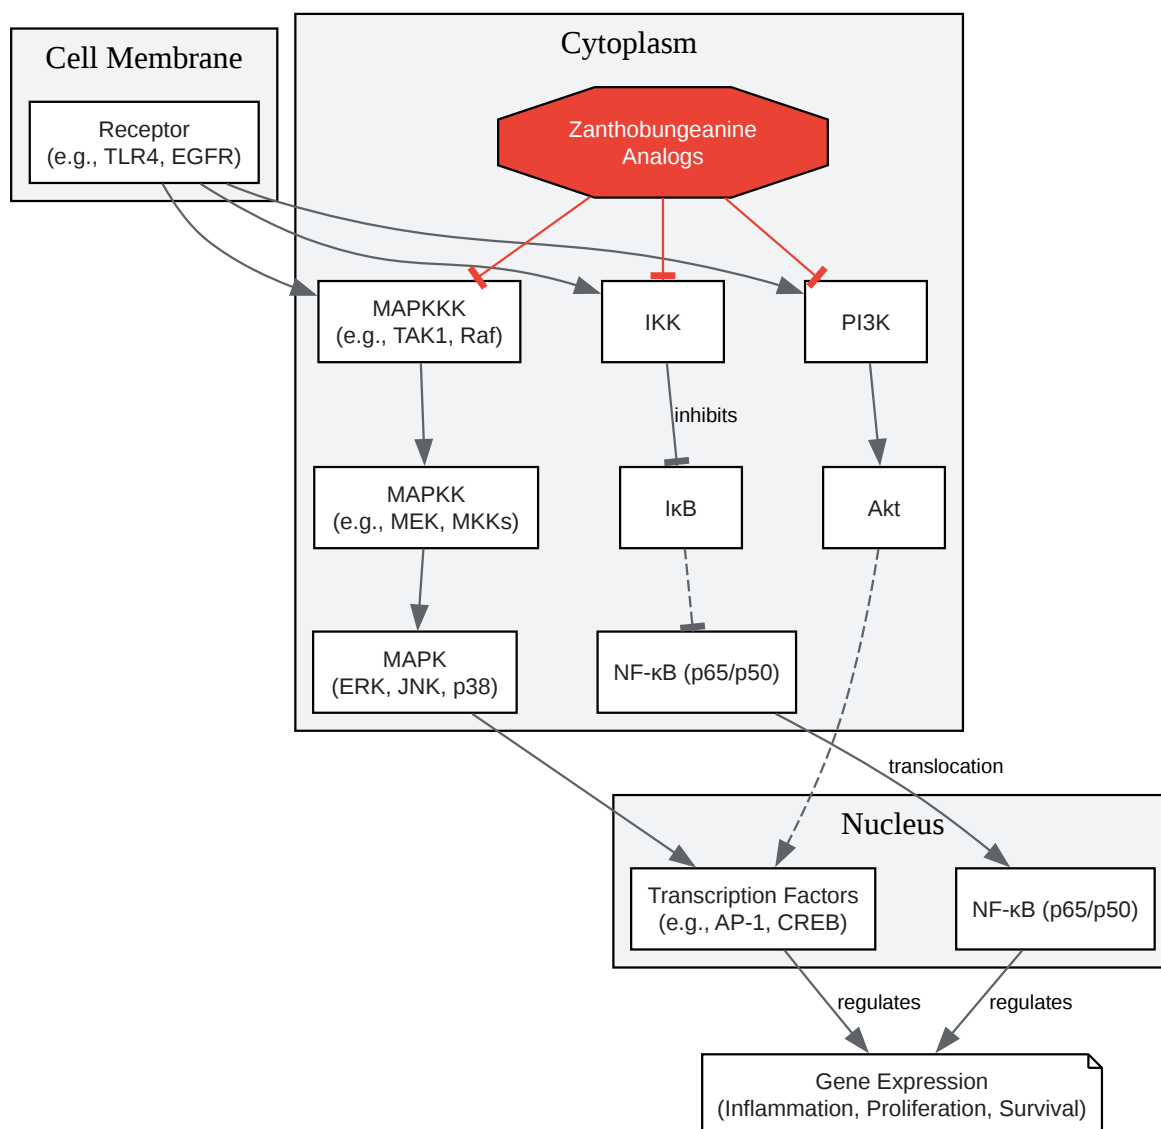 Cell Membrane
Receptor
(e.g., TLR4, EGFR)
Cytoplasm
Zanthobungeanine
Analogs
MAPKKK
(e.g., TAK1, Raf)
IKK
PI3K
inhibits
MAPKK
(e.g., MEK, MKKs)
IκB
Akt
MAPK
(ERK, JNK, p38)
NF-κB (p65/p50)
translocation
Nucleus
Transcription Factors
(e.g., AP-1, CREB)
NF-κB (p65/p50)
regulates
regulates
Gene Expression
(Inflammation, Proliferation, Survival)